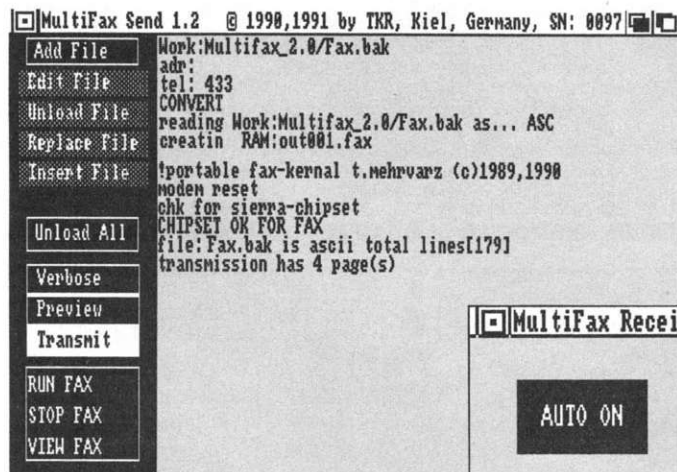 MultiFax Send 1.2 © 1990,1991 by TKR, Kiel, Germany, SN: 0097
Add File
Edit File
Unload File
Replace File
Insert File
Unload All
Verbose
Preview
Transmit
RUN FAX
STOP FAX
VIEW FAX
Work:Multifax_2.0/Fax.bak
adr:
tel: 433
CONVERT
reading Work:Multifax_2.0/Fax.bak as... ASC
creatin RAM:out001.fax
!portable fax-kernal t.mehrvarz (c)1989,1990
modem reset
chk for sierra-chipset
CHIPSET OK FOR FAX
file: Fax.bak is ascii total lines[179]
transmission has 4 page(s)
MultiFax Recei
AUTO ON